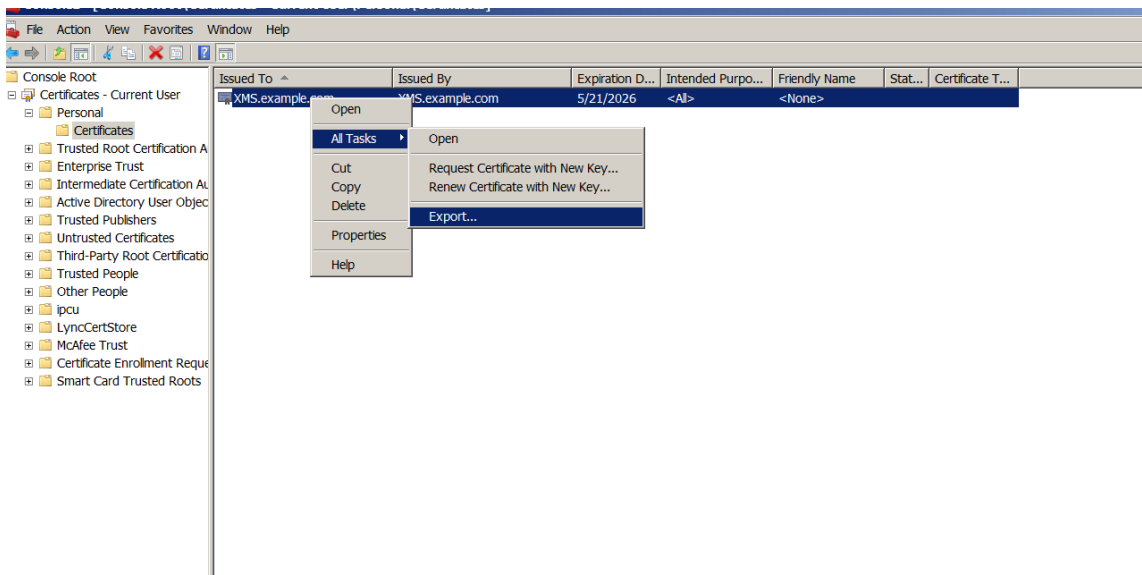 File Action View Favorites Window Help
Console Root
Certificates - Current User
Personal
Certificates
Trusted Root Certification A
Enterprise Trust
Intermediate Certification Au
Active Directory User Objec
Trusted Publishers
Untrusted Certificates
Third-Party Root Certificatio
Trusted People
Other People
ipcu
LyncCertStore
McAfee Trust
Certificate Enrollment Reque
Smart Card Trusted Roots
Issued To Issued By Expiration D... Intended Purpo... Friendly Name Stat... Certificate T...
XMS.example.com XMS.example.com 5/21/2026 <All> <None>
Open
All Tasks
Cut
Copy
Delete
Properties
Help
Open
Request Certificate with New Key...
Renew Certificate with New Key...
Export...